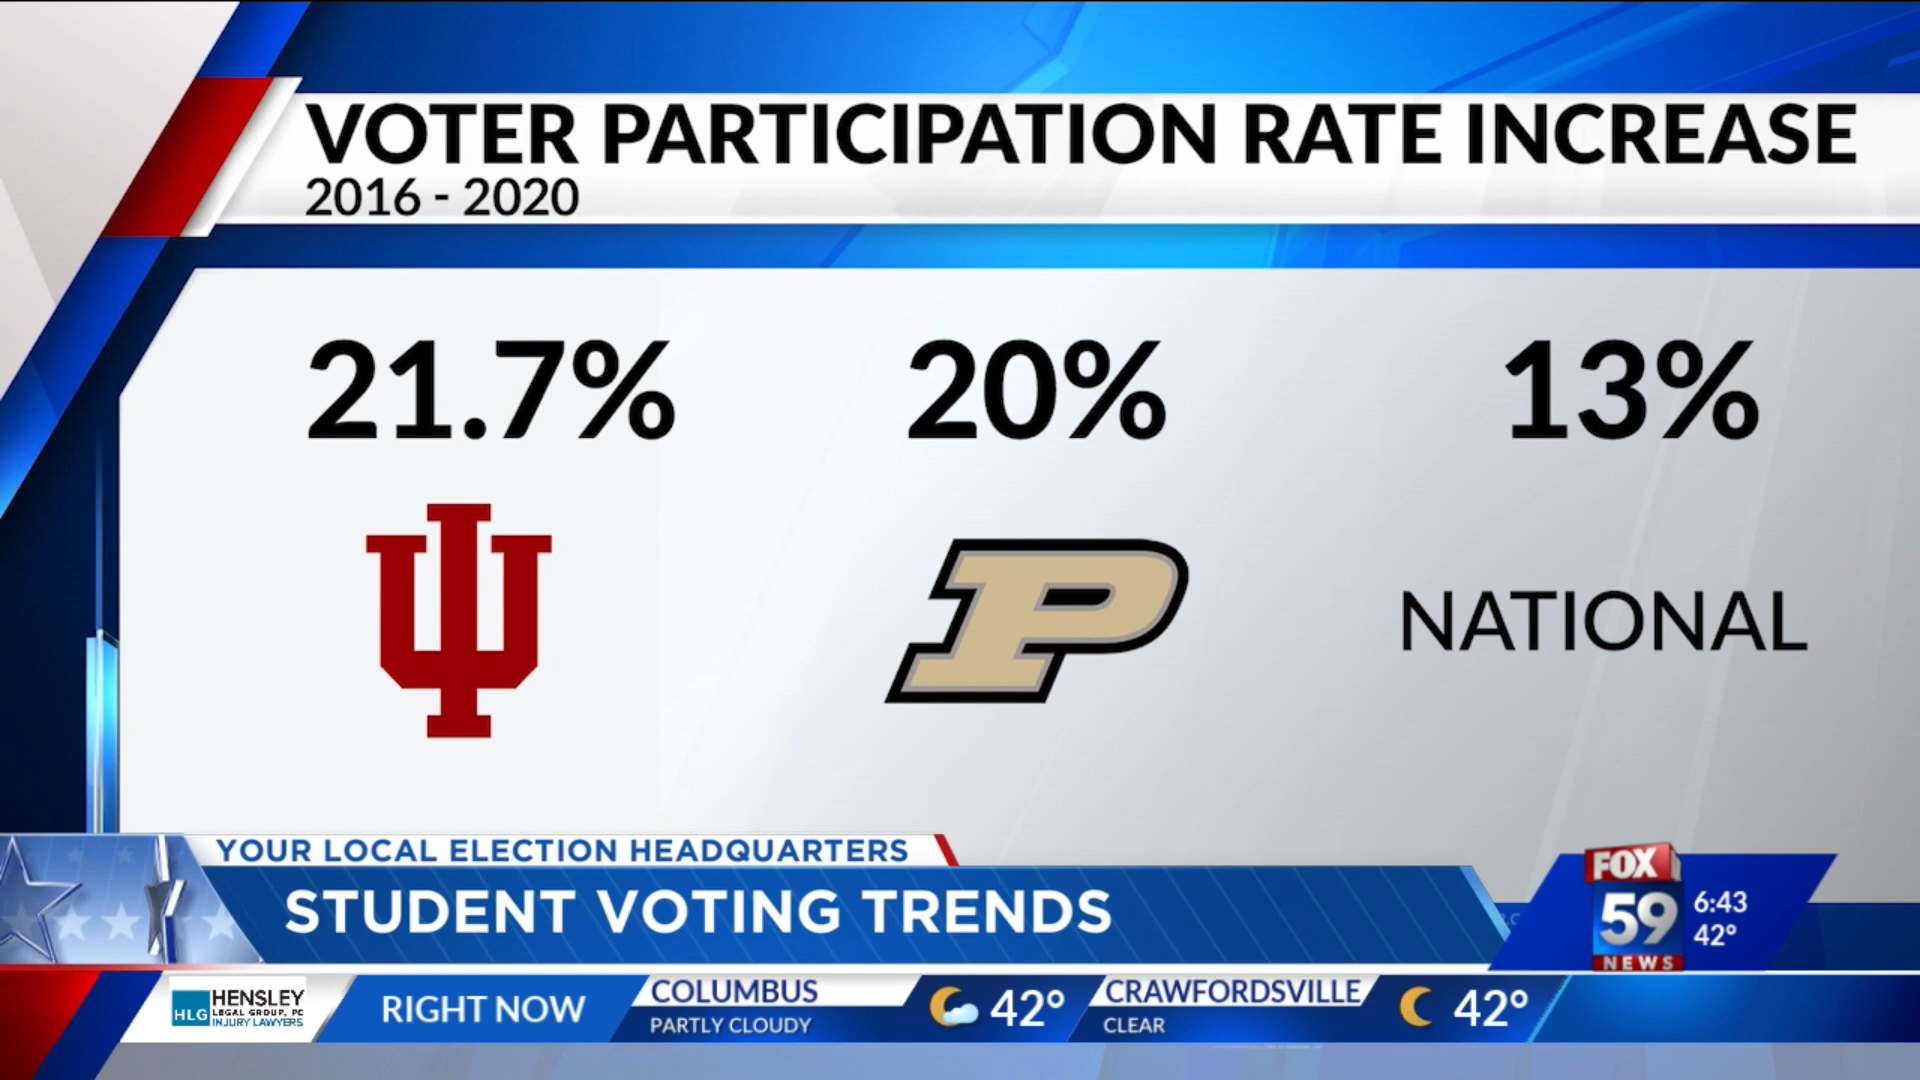 VOTER PARTICIPATION RATE INCREASE
2016 - 2020
21.7%
20%
13%
NATIONAL
YOUR LOCAL ELECTION HEADQUARTERS
STUDENT VOTING TRENDS
FOX
59
NEWS
6:43
42°
HLG
HENSLEY
LEGAL GROUP, PC
INJURY LAWYERS
RIGHT NOW
COLUMBUS
PARTLY CLOUDY
42°
CRAWFORDSVILLE
CLEAR
42°